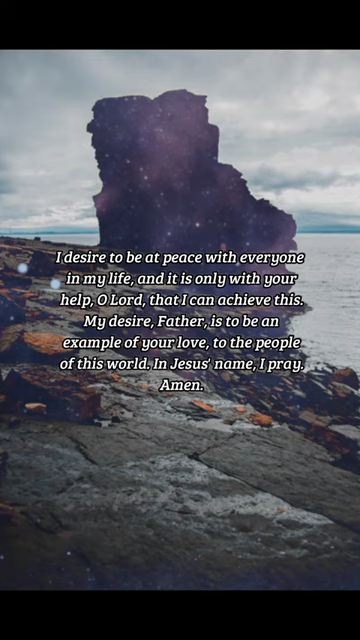 I desire to be at peace with everyone
in my life, and it is only with your
help, O Lord, that I can achieve this.
My desire, Father, is to be an
example of your love, to the people
of this world. In Jesus' name, I pray.
Amen.